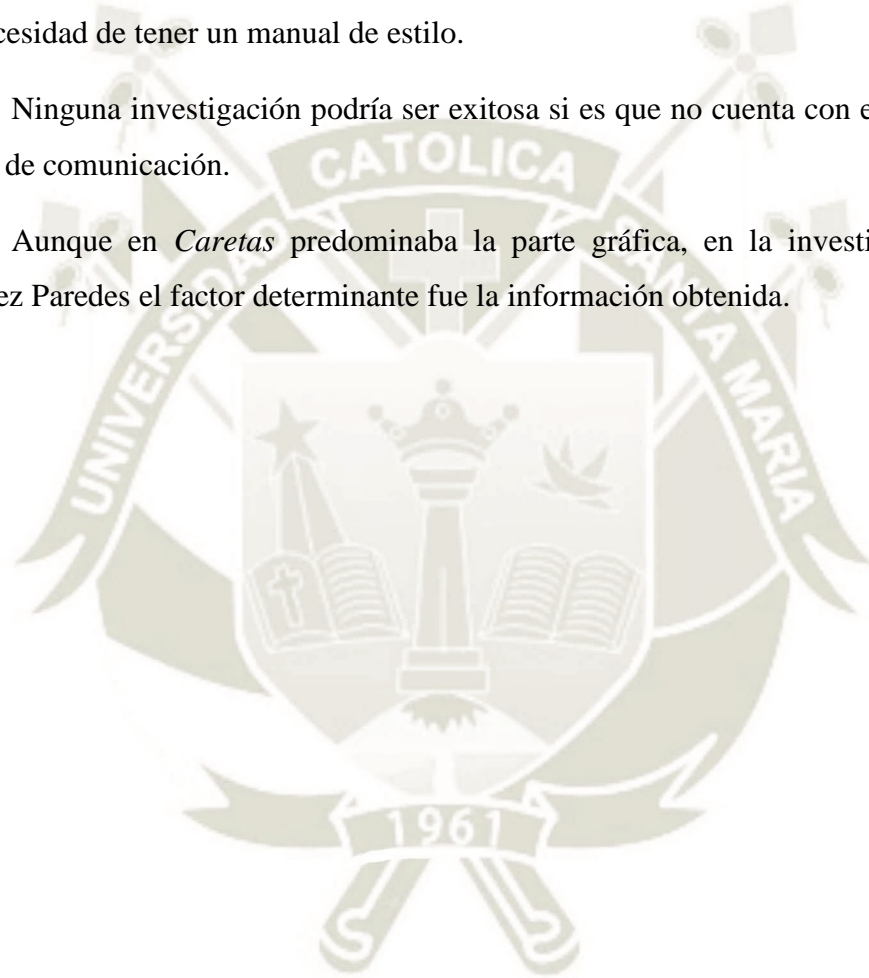 cesidad de tener un manual de estilo.
Ninguna investigación podría ser exitosa si es que no cuenta con e
de comunicación.
Aunque en Caretas predominaba la parte gráfica, en la investi
ez Paredes el factor determinante fue la información obtenida.
UNIVERSIDAD CATOLICA SANTA MARIA
1961